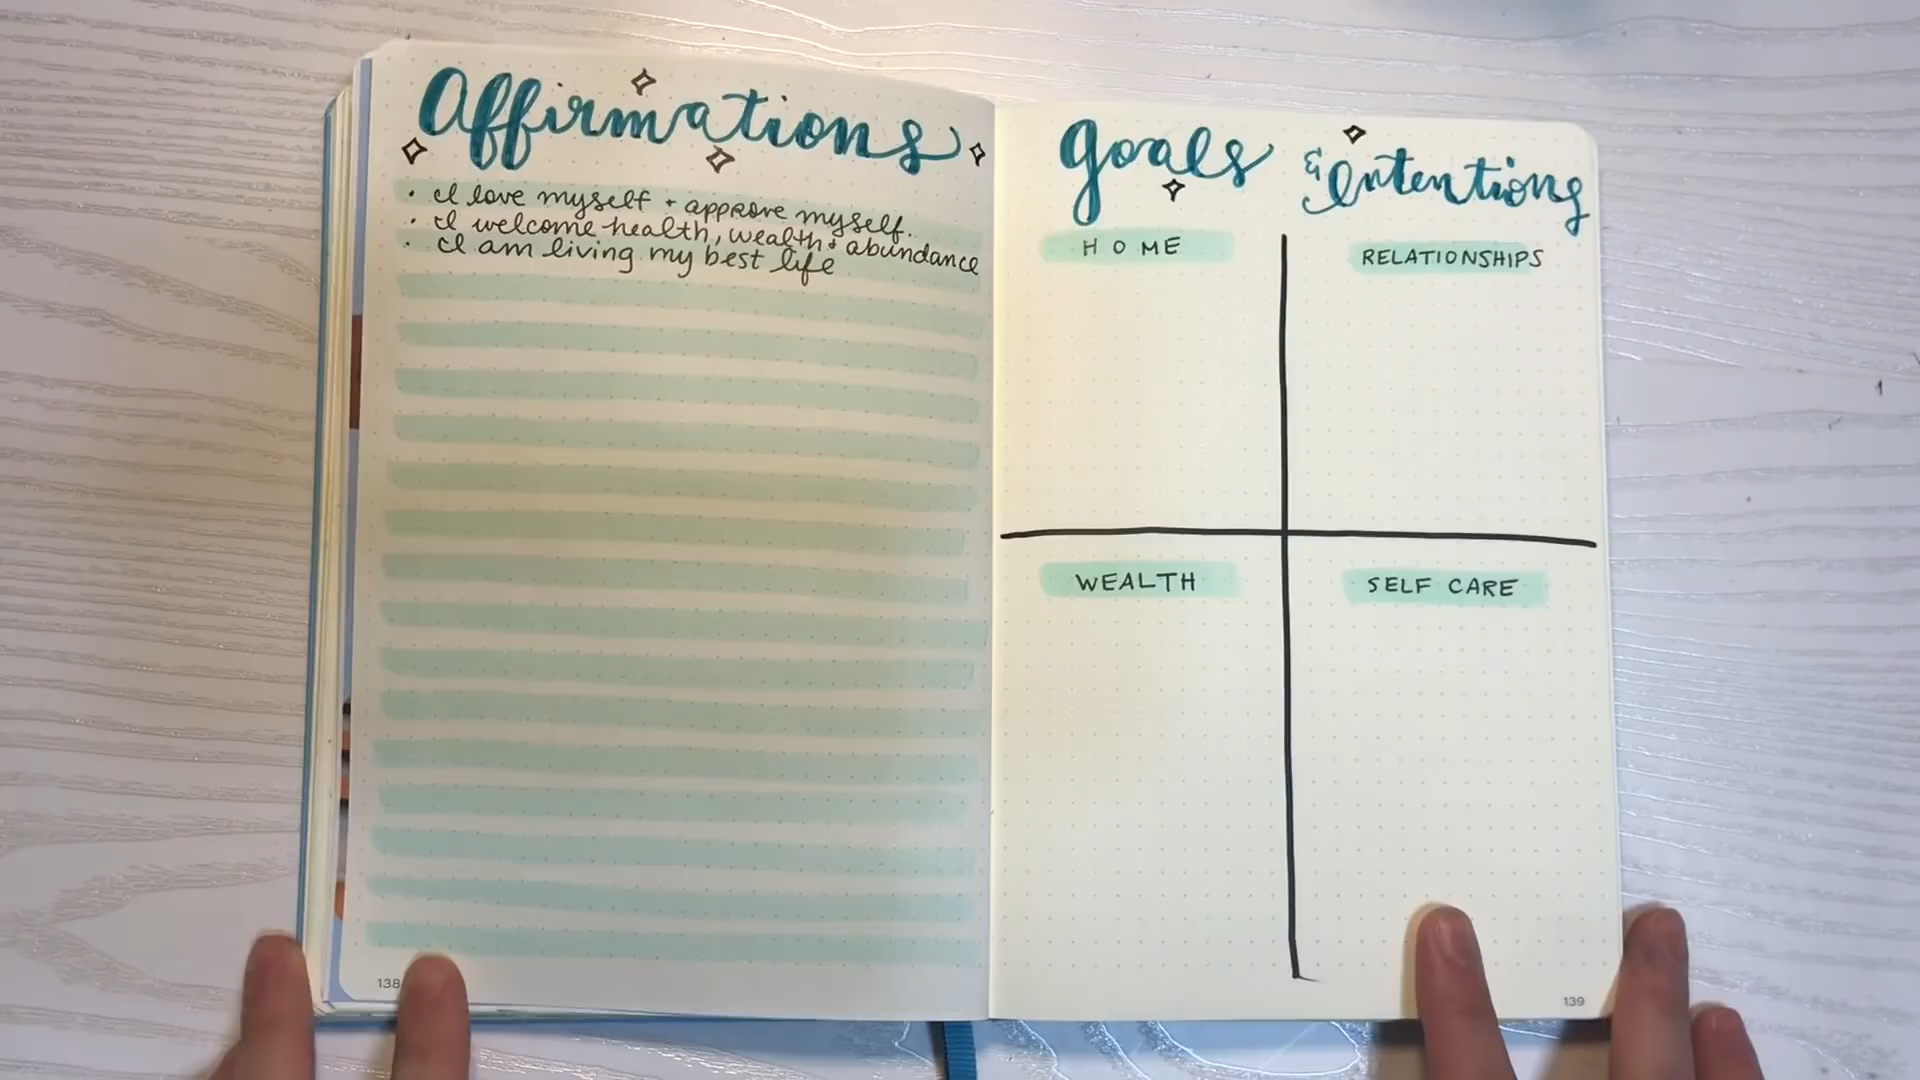 Affirmations
• I love myself + approve myself.
• I welcome health, wealth + abundance
• I am living my best life
138
goals
& Intentions
HOME
RELATIONSHIPS
WEALTH
SELF CARE
139